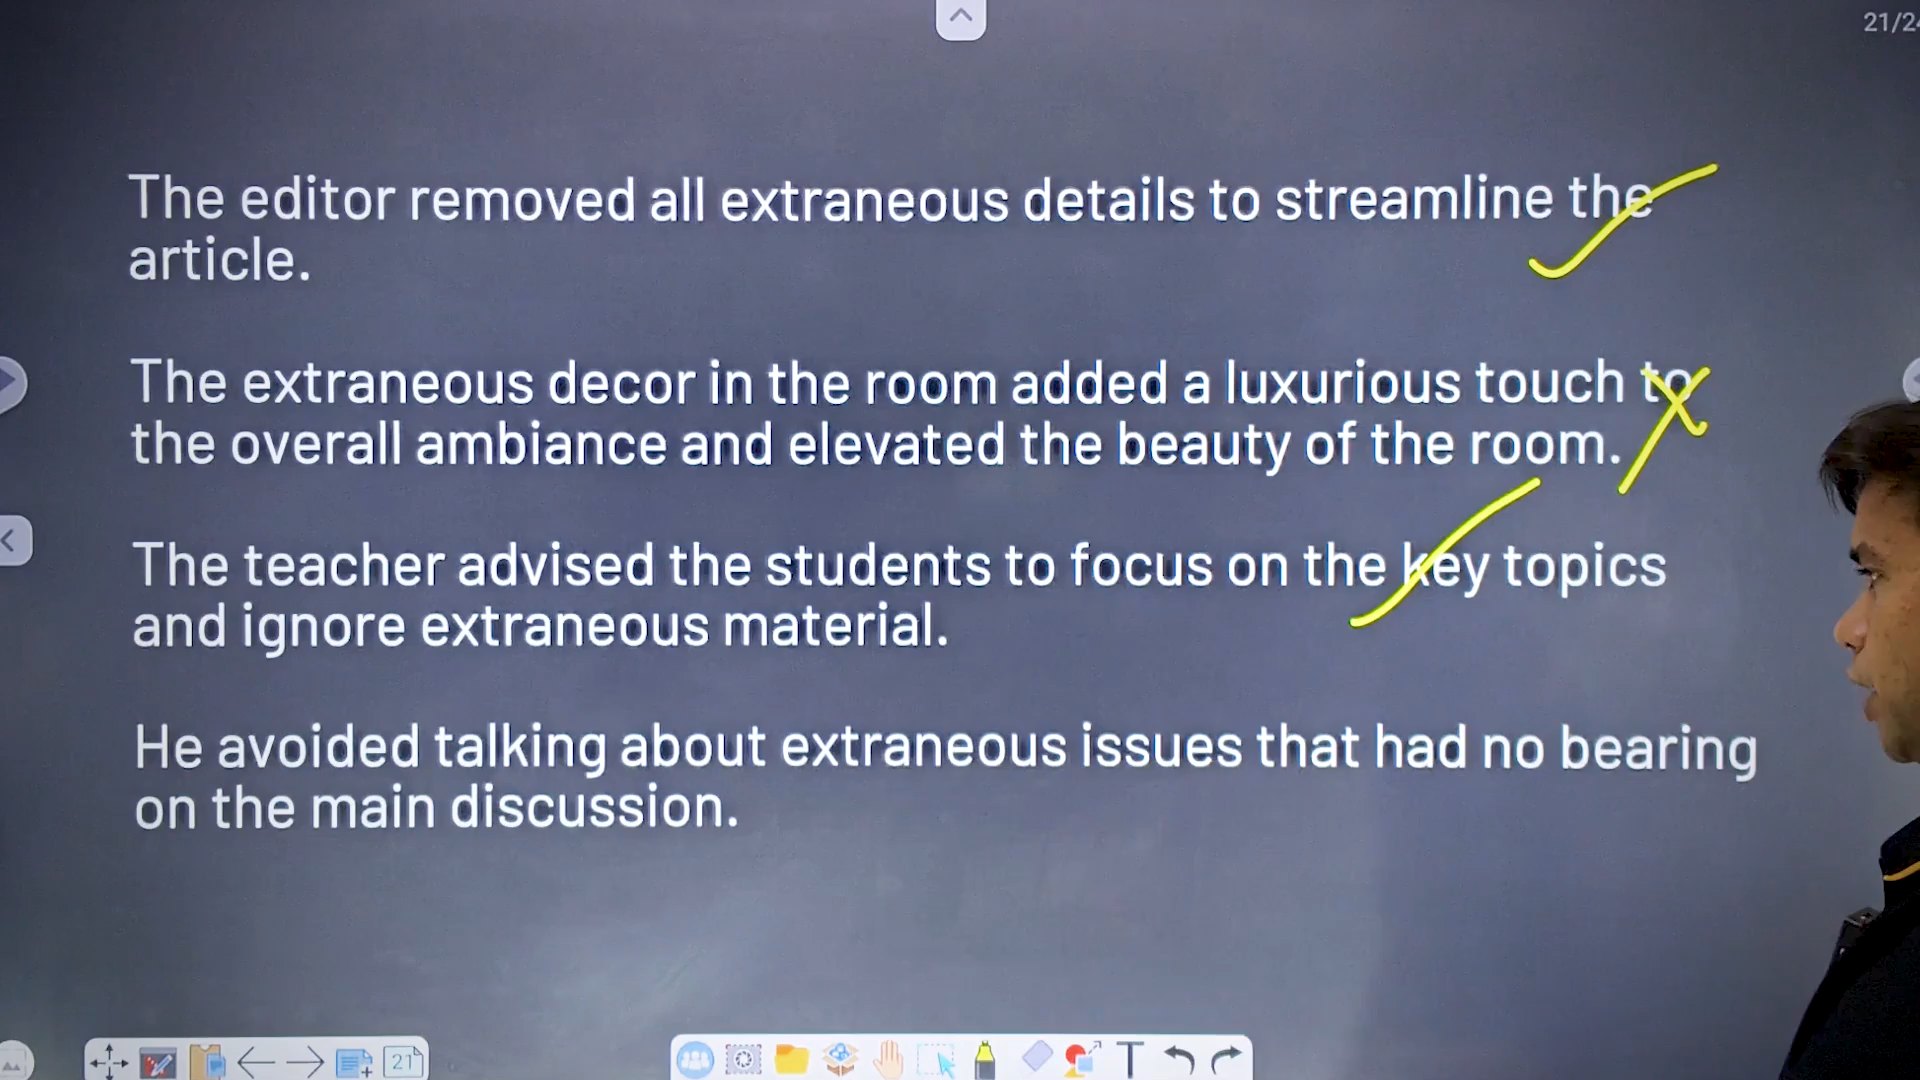 21/2
The editor removed all extraneous details to streamline the
article.
The extraneous decor in the room added a luxurious touch to
the overall ambiance and elevated the beauty of the room.
The teacher advised the students to focus on the key topics
and ignore extraneous material.
He avoided talking about extraneous issues that had no bearing
on the main discussion.
21